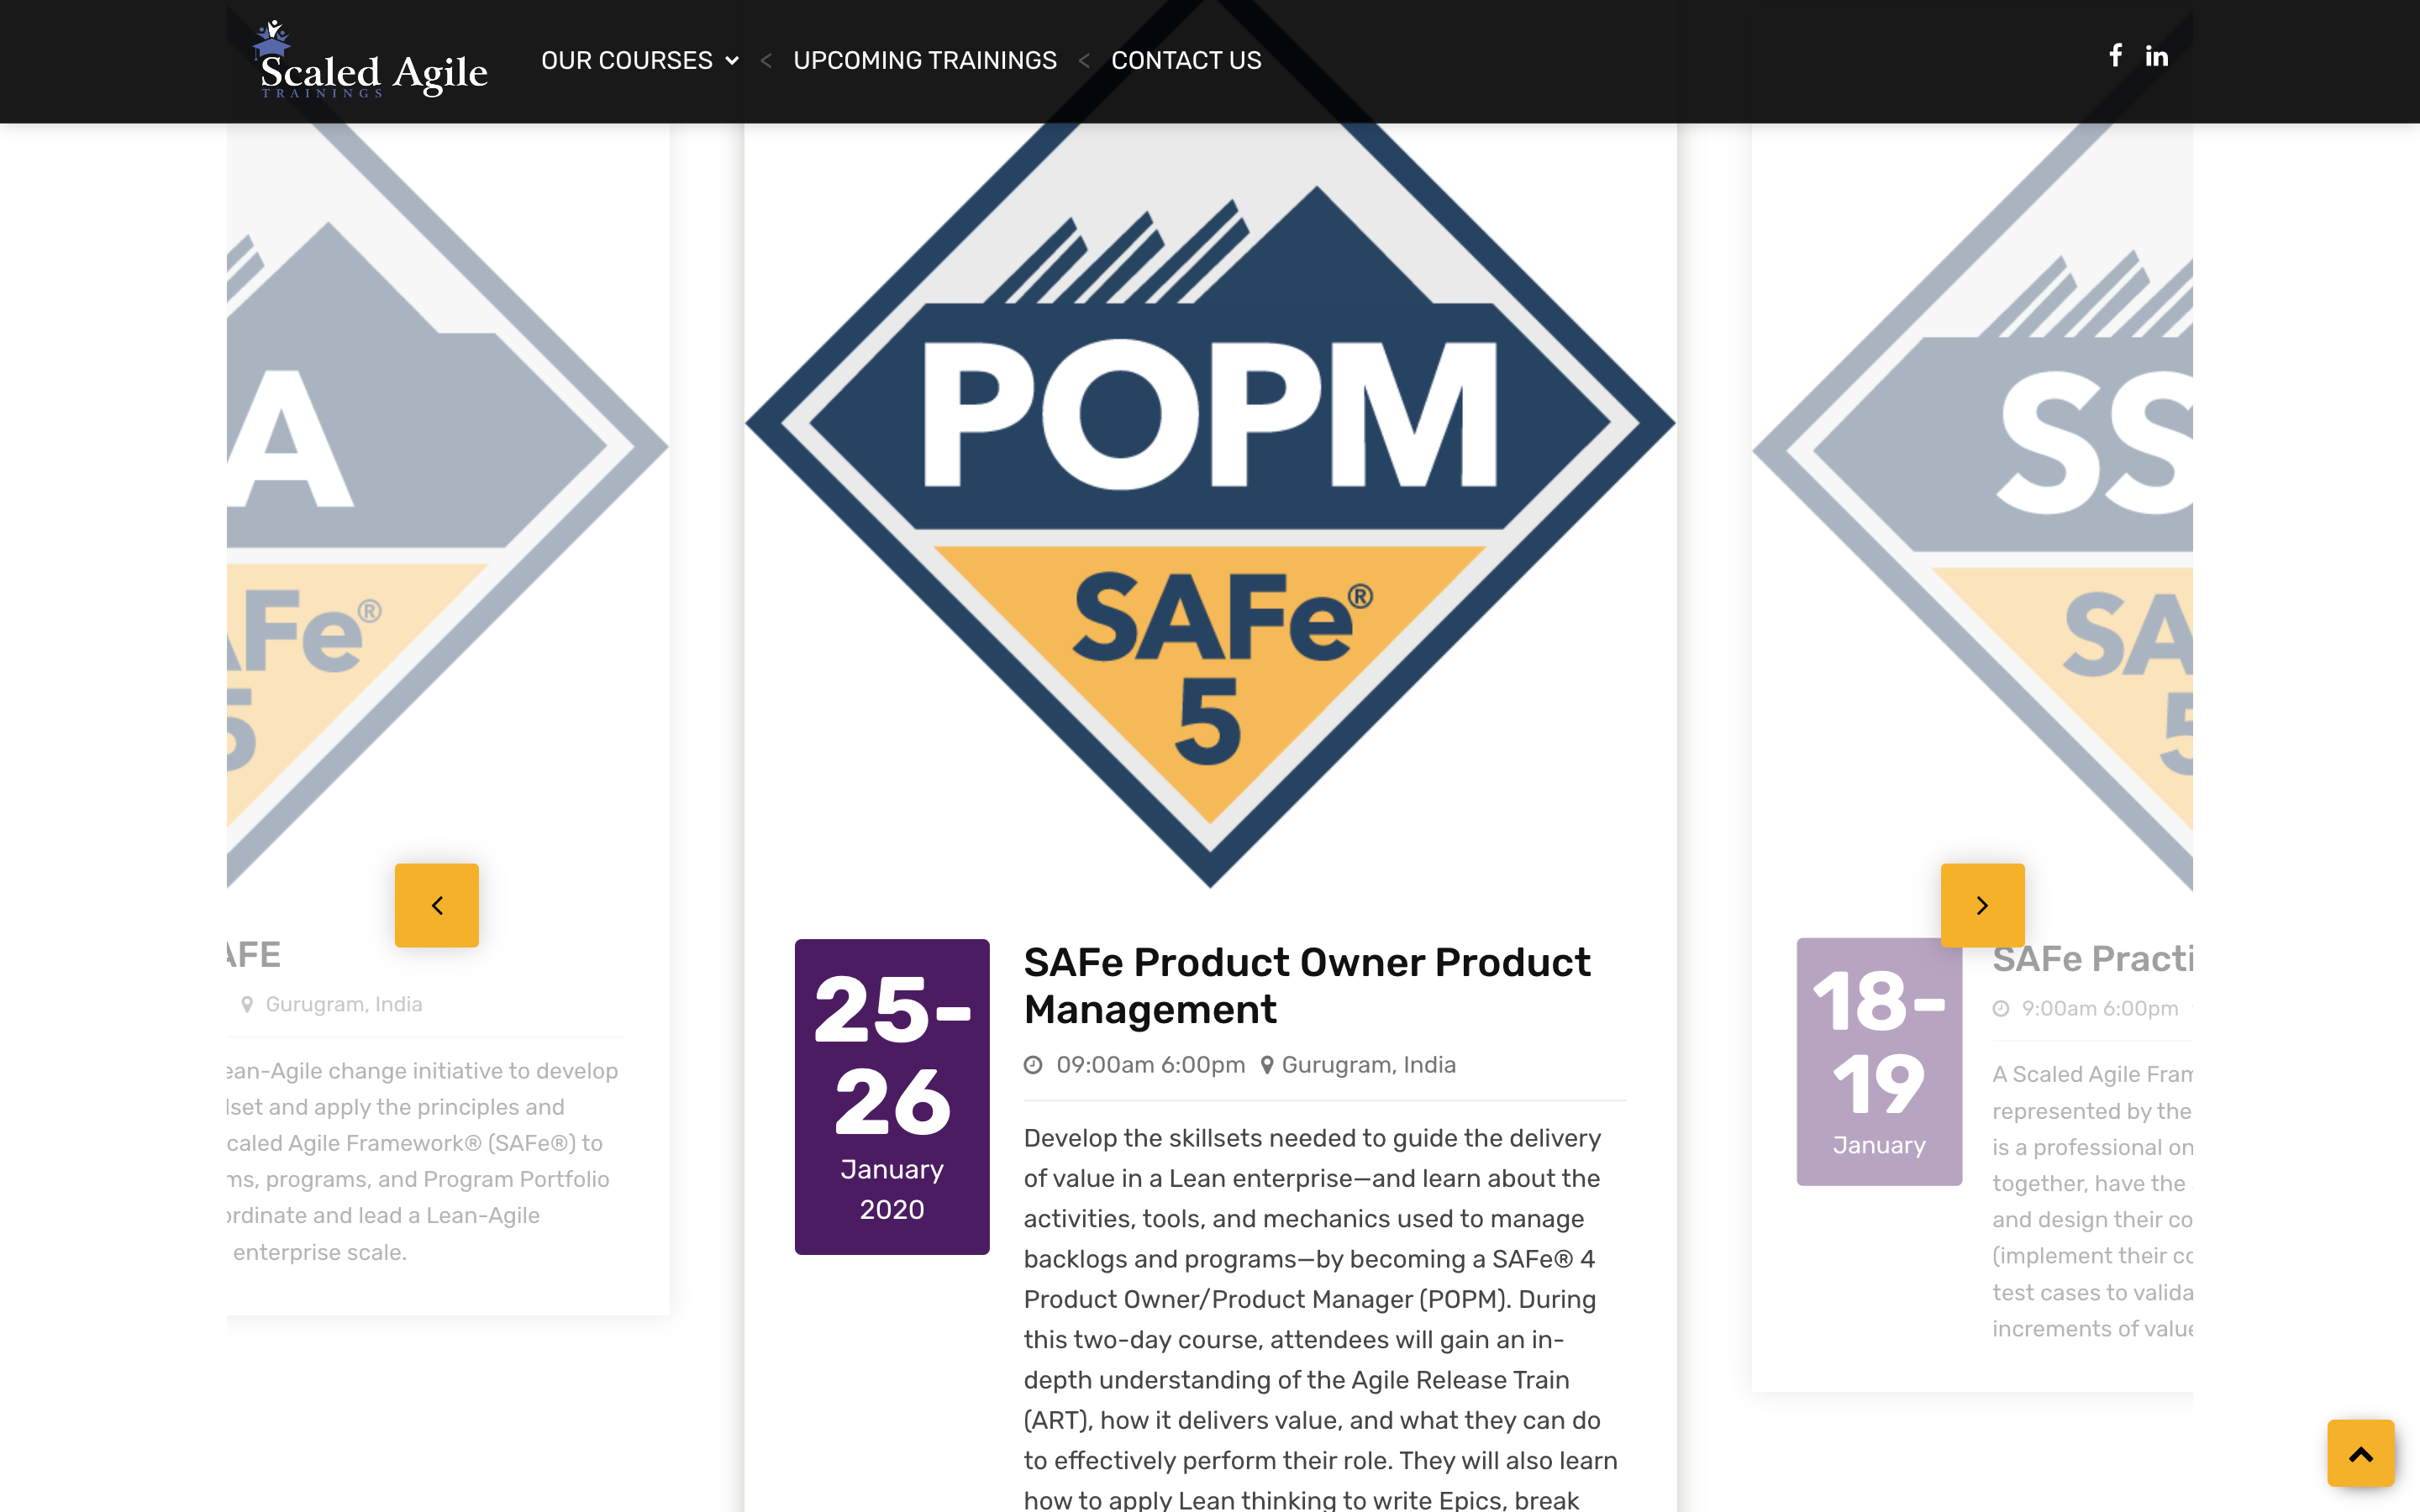 Scaled Agile
TRAININGS
OUR COURSES
UPCOMING TRAININGS
CONTACT US
A
AFe®
5
AFE
Gurugram, India
ean-Agile change initiative to develop
lset and apply the principles and
caled Agile Framework® (SAFe®) to
ms, programs, and Program Portfolio
ordinate and lead a Lean-Agile
enterprise scale.
POPM
SAFe®
5
25-
26
January
2020
SAFe Product Owner Product
Management
09:00am 6:00pm Gurugram, India
Develop the skillsets needed to guide the delivery
of value in a Lean enterprise—and learn about the
activities, tools, and mechanics used to manage
backlogs and programs—by becoming a SAFe® 4
Product Owner/Product Manager (POPM). During
this two-day course, attendees will gain an in-
depth understanding of the Agile Release Train
(ART), how it delivers value, and what they can do
to effectively perform their role. They will also learn
how to apply Lean thinking to write Epics, break
SS
SA
5
18-
19
January
SAFe Practi
9:00am 6:00pm
A Scaled Agile Fram
represented by the
is a professional on
together, have the
and design their co
(implement their co
test cases to valida
increments of value